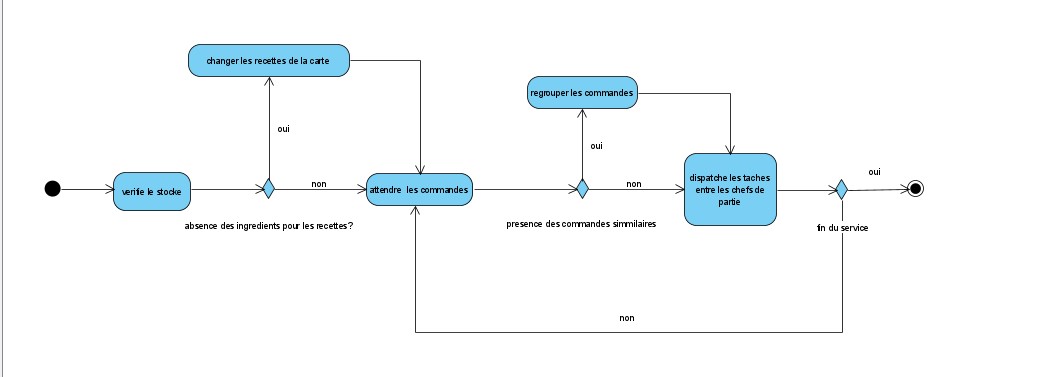 changer les recettes de la carte
regrouper les commandes
oui
oui
verifie le stocke
non
attendre les commandes
non
dispatche les taches
entre les chefs de
partie
oui
absence des ingredients pour les recettes?
presence des commandes simmilaires
fin du service
non